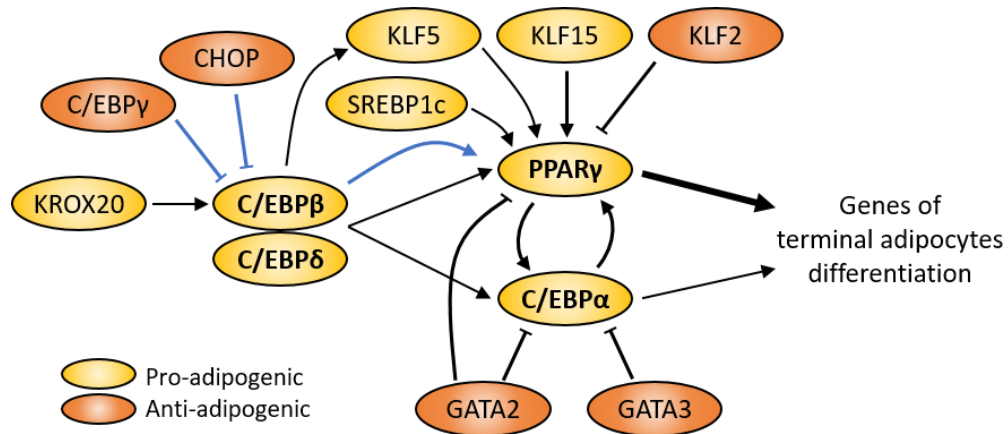 KLF5
KLF15
KLF2
CHOP
C/EBPγ
SREBP1c
PPARγ
KROX20
C/EBPβ
C/EBPδ
Genes of
terminal adipocytes
differentiation
C/EBPα
Pro-adipogenic
Anti-adipogenic
GATA2
GATA3